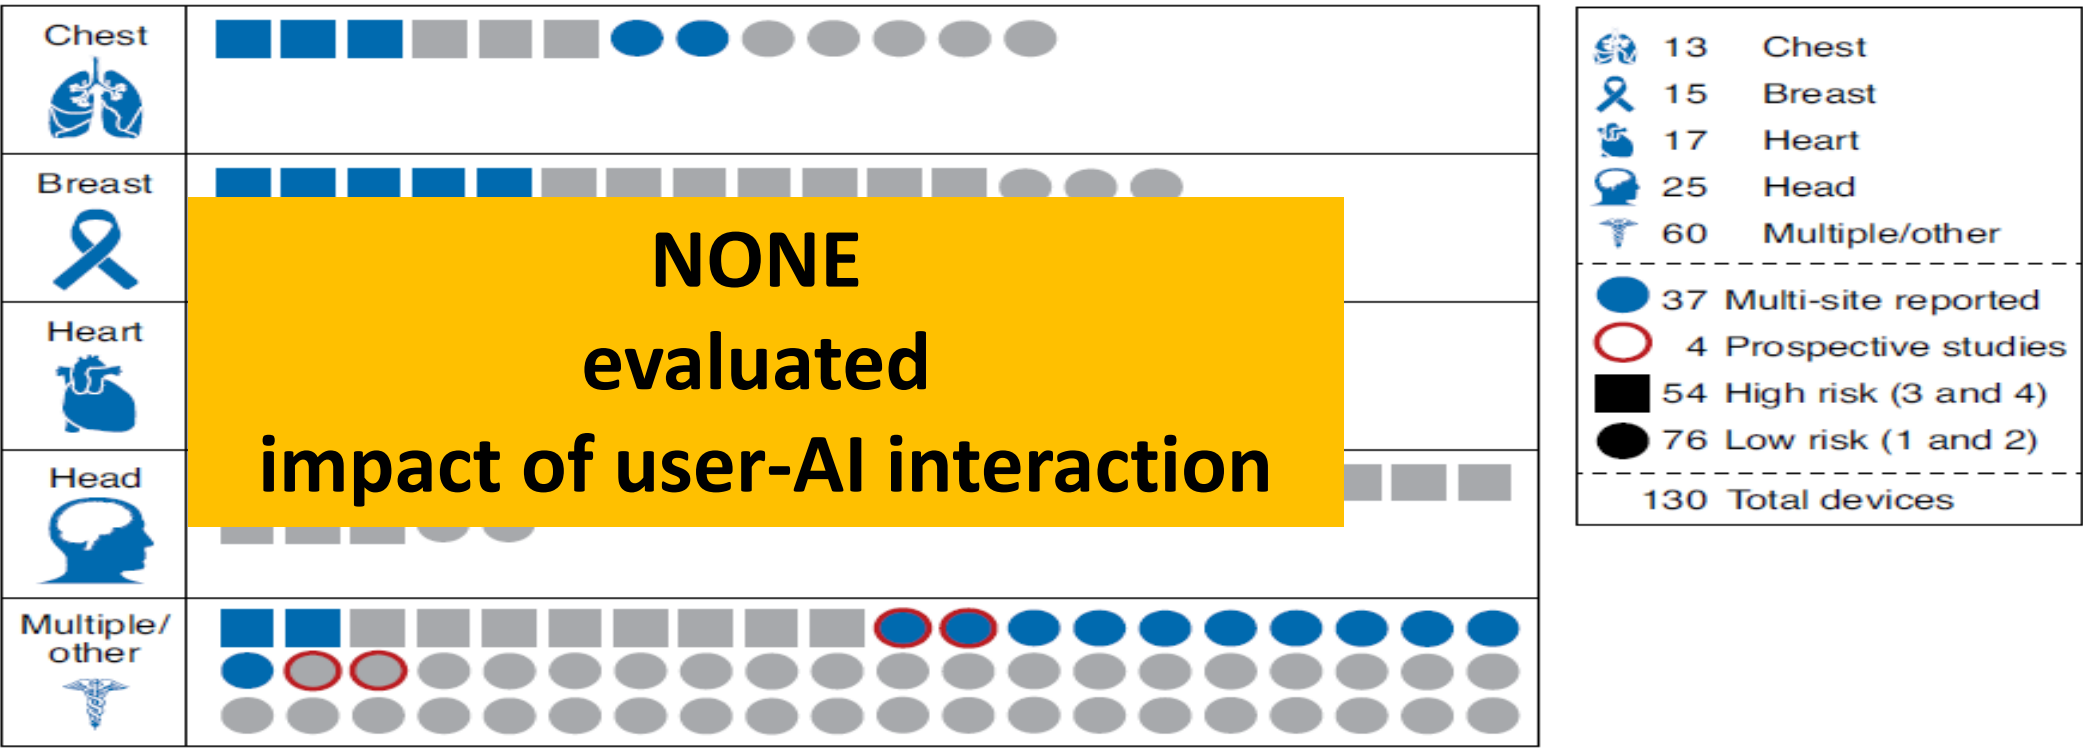 Chest
Breast
Heart
Head
Multiple/
other
NONE
evaluated
impact of user-AI interaction
13 Chest
15 Breast
17 Heart
25 Head
60 Multiple/other
37 Multi-site reported
4 Prospective studies
54 High risk (3 and 4)
76 Low risk (1 and 2)
130 Total devices